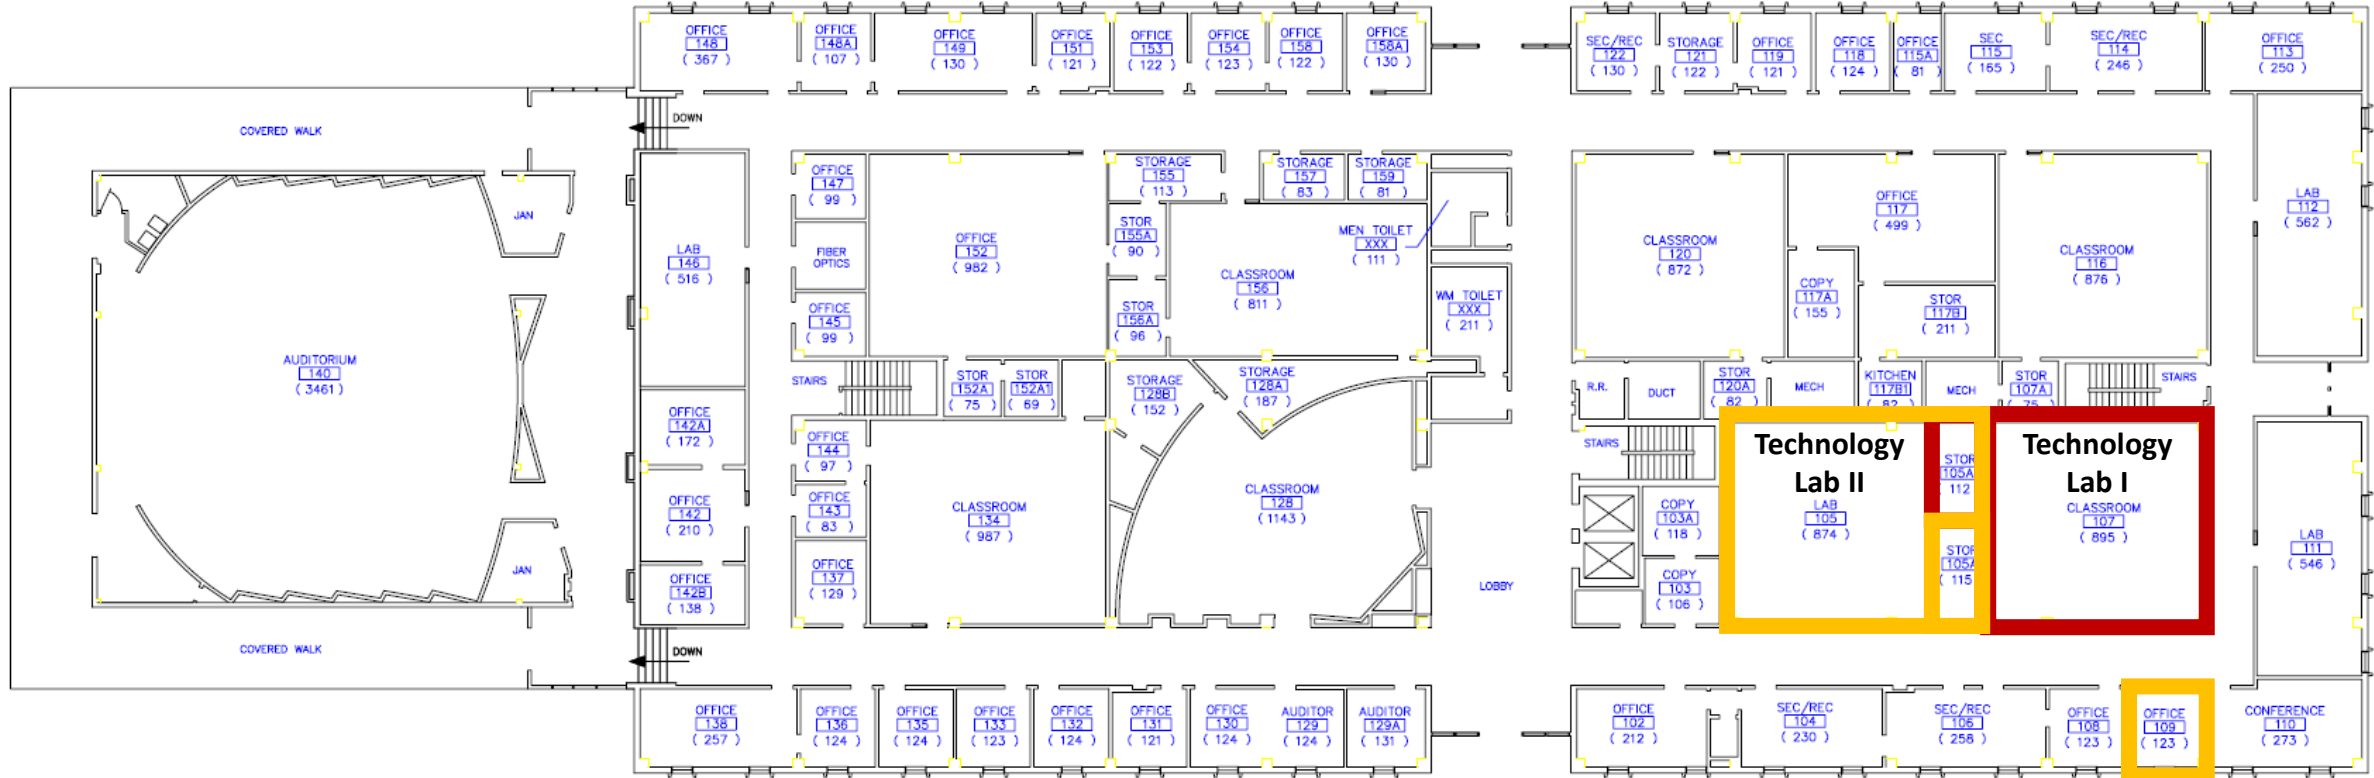 OFFICE
148
( 367 )
OFFICE
148A
( 107 )
OFFICE
149
( 130 )
OFFICE
151
( 121 )
OFFICE
153
( 122 )
OFFICE
154
( 123 )
OFFICE
158
( 122 )
OFFICE
158A
( 130 )
SEC/REC
122
( 130 )
STORAGE
121
( 122 )
OFFICE
119
( 121 )
OFFICE
118
( 124 )
OFFICE
115A
( 81 )
SEC
115
( 165 )
SEC/REC
114
( 246 )
OFFICE
113
( 250 )
COVERED WALK
DOWN
JAN
LAB
146
( 516 )
OFFICE
147
( 99 )
FIBER
OPTICS
OFFICE
145
( 99 )
OFFICE
152
( 982 )
STORAGE
155
( 113 )
STOR
155A
( 90 )
STOR
156A
( 96 )
STORAGE
157
( 83 )
STORAGE
159
( 81 )
MEN TOILET
XXX
( 111 )
CLASSROOM
156
( 811 )
WM TOILET
XXX
( 211 )
CLASSROOM
120
( 872 )
OFFICE
117
( 499 )
COPY
117A
( 155 )
STOR
117B
( 211 )
CLASSROOM
116
( 876 )
LAB
112
( 562 )
AUDITORIUM
140
( 3461 )
STAIRS
STOR
152A
( 75 )
STOR
152A1
( 69 )
STORAGE
128B
( 152 )
STORAGE
128A
( 187 )
R.R.
DUCT
STOR
120A
( 82 )
MECH
KITCHEN
117B1
( 82 )
MECH
STOR
107A
( 75 )
STAIRS
OFFICE
142A
( 172 )
OFFICE
144
( 97 )
OFFICE
142
( 210 )
OFFICE
143
( 83 )
CLASSROOM
134
( 987 )
CLASSROOM
128
( 1143 )
STAIRS
COPY
103A
( 118 )
COPY
103
( 106 )
Technology
Lab II
LAB
105
( 874 )
STOR
105A
( 112
STOR
105A
( 115
Technology
Lab I
CLASSROOM
107
( 895 )
LAB
111
( 546 )
JAN
OFFICE
142B
( 138 )
OFFICE
137
( 129 )
LOBBY
COVERED WALK
DOWN
OFFICE
138
( 257 )
OFFICE
136
( 124 )
OFFICE
135
( 124 )
OFFICE
133
( 123 )
OFFICE
132
( 124 )
OFFICE
131
( 121 )
OFFICE
130
( 124 )
AUDITOR
129
( 124 )
AUDITOR
129A
( 131 )
OFFICE
102
( 212 )
SEC/REC
104
( 230 )
SEC/REC
106
( 258 )
OFFICE
108
( 123 )
OFFICE
109
( 123 )
CONFERENCE
110
( 273 )